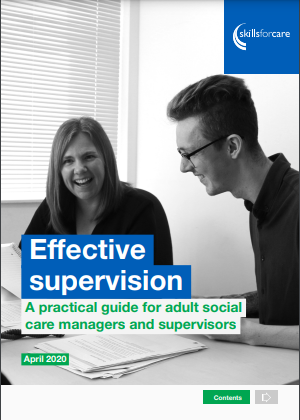 skillsforcare
Effective
supervision
A practical guide for adult social
care managers and supervisors
April 2020
Contents